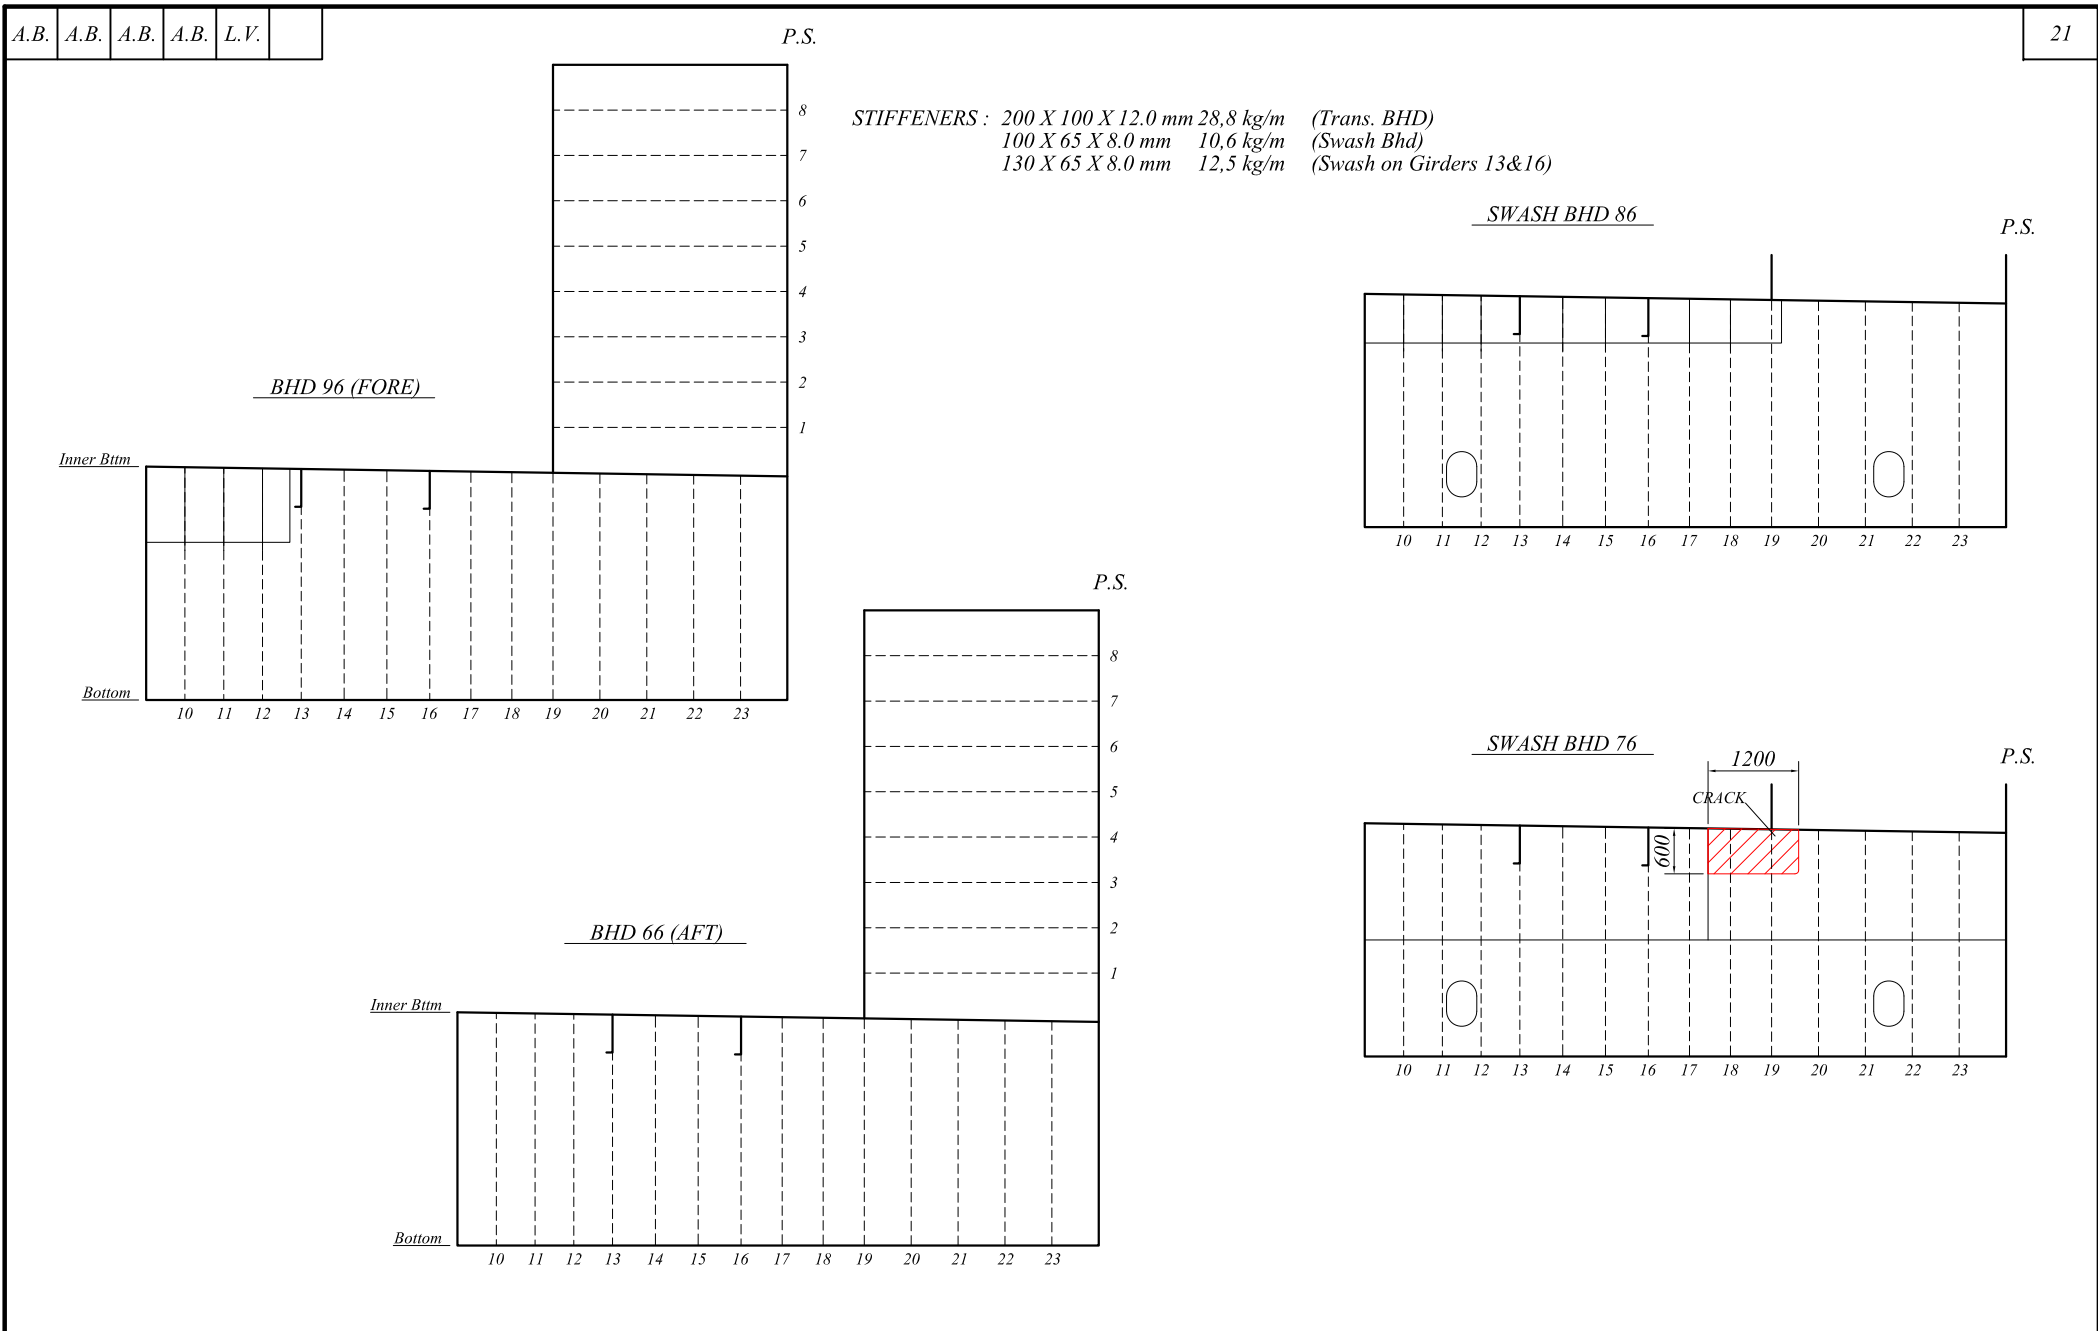 A.B. A.B. A.B. A.B. L.V.
21
P.S.
8
7
6
5
4
3
2
1
STIFFENERS : 200 X 100 X 12.0 mm 28,8 kg/m (Trans. BHD)
100 X 65 X 8.0 mm 10,6 kg/m (Swash Bhd)
130 X 65 X 8.0 mm 12,5 kg/m (Swash on Girders 13&16)
BHD 96 (FORE)
Inner Bttm
Bottom
10 11 12 13 14 15 16 17 18 19 20 21 22 23
SWASH BHD 86
P.S.
10 11 12 13 14 15 16 17 18 19 20 21 22 23
P.S.
8
7
6
5
4
3
2
1
BHD 66 (AFT)
Inner Bttm
Bottom
10 11 12 13 14 15 16 17 18 19 20 21 22 23
SWASH BHD 76
P.S.
1200
CRACK
600
10 11 12 13 14 15 16 17 18 19 20 21 22 23